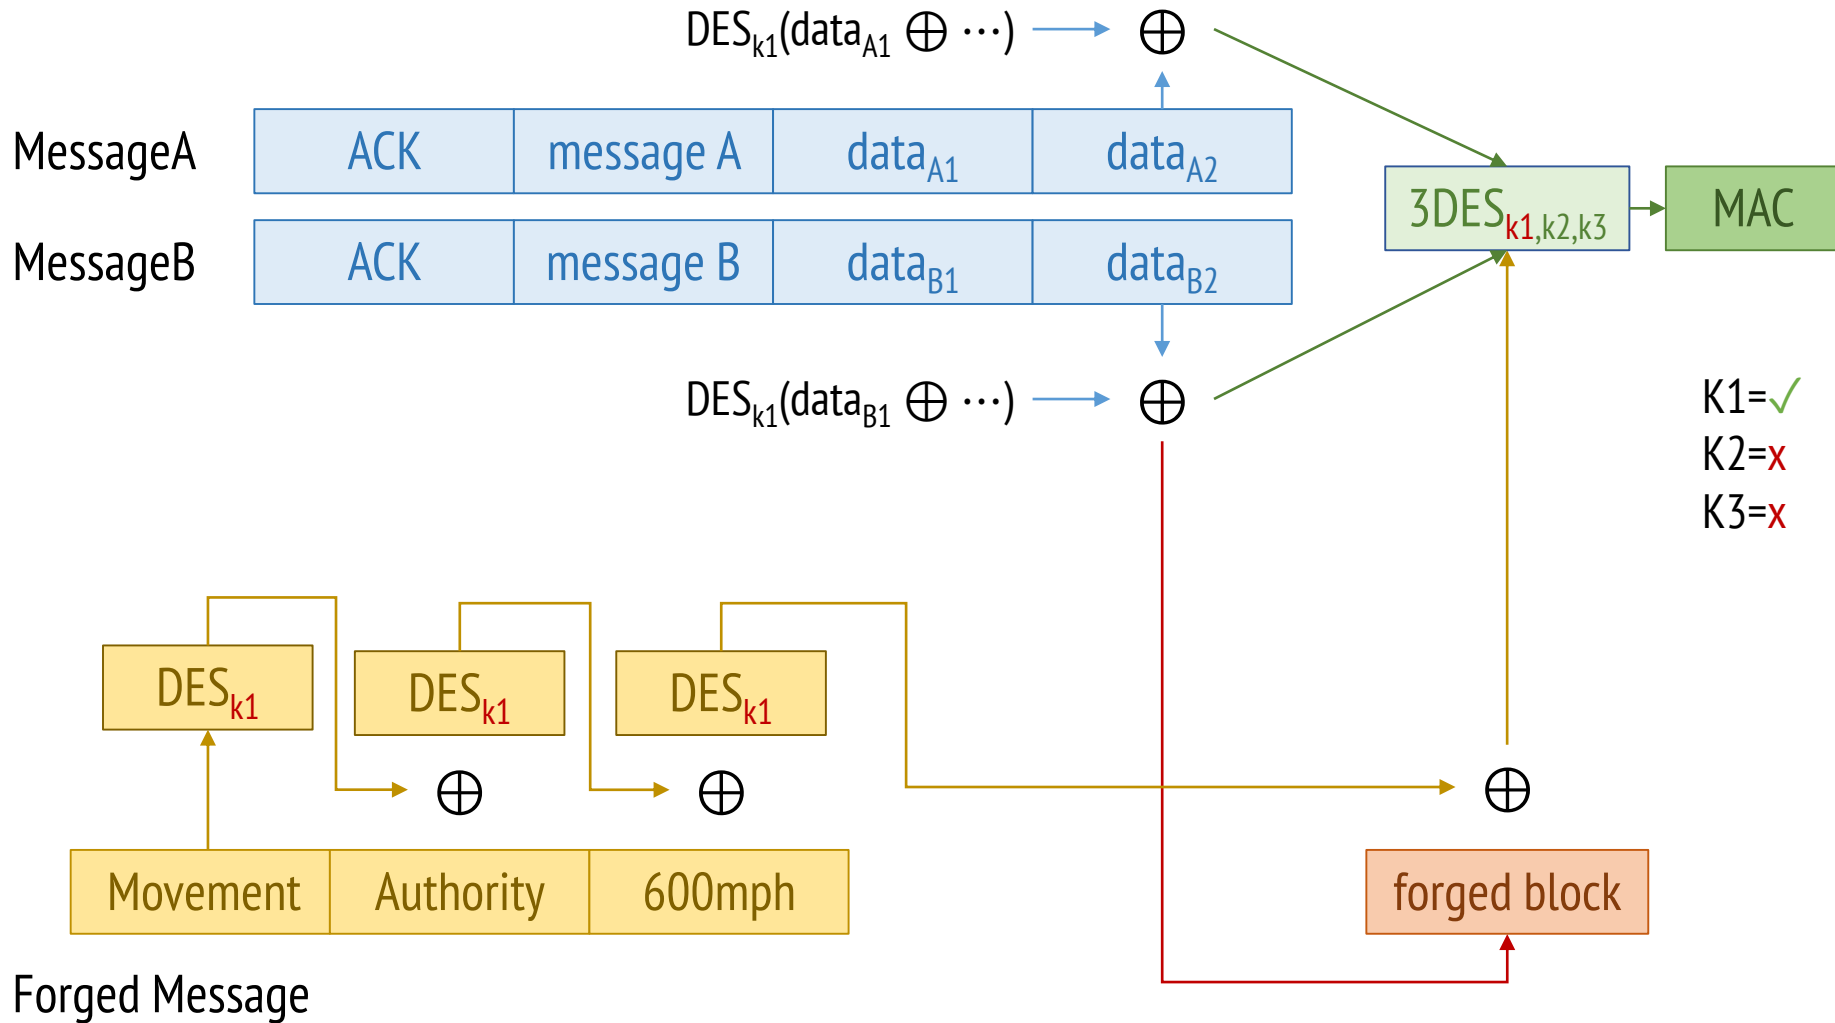 DESk1(dataA1 ⊕ ⋯) ⊕
MessageA ACK message A dataA1 dataA2
3DESk1,k2,k3 MAC
MessageB ACK message B dataB1 dataB2
DESk1(dataB1 ⊕ ⋯) ⊕
K1=✓
K2=x
K3=x
DESk1 DESk1 DESk1
⊕ ⊕ ⊕
Movement Authority 600mph forged block
Forged Message